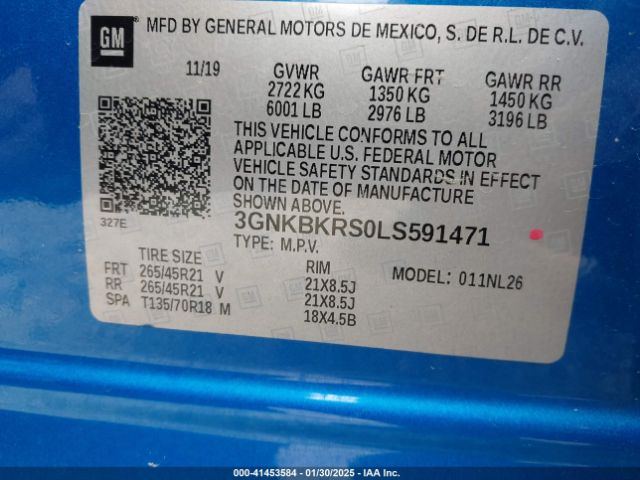 GM
MFD BY GENERAL MOTORS DE MEXICO, S. DE R.L. DE C.V.
11/19 GVWR GAWR FRT GAWR RR
2722 KG 1350 KG 1450 KG
6001 LB 2976 LB 3196 LB
THIS VEHICLE CONFORMS TO ALL
APPLICABLE U.S. FEDERAL MOTOR
VEHICLE SAFETY STANDARDS IN EFFECT
ON THE DATE OF MANUFACTURE
SHOWN ABOVE.
327E
3GNKBKRS0LS591471
TYPE: M.P.V.
TIRE SIZE RIM MODEL: 011NL26
FRT 265/45R21 V 21X8.5J
RR 265/45R21 V 21X8.5J
SPA T135/70R18 M 18X4.5B
000-41453584 - 01/30/2025 - IAA Inc.